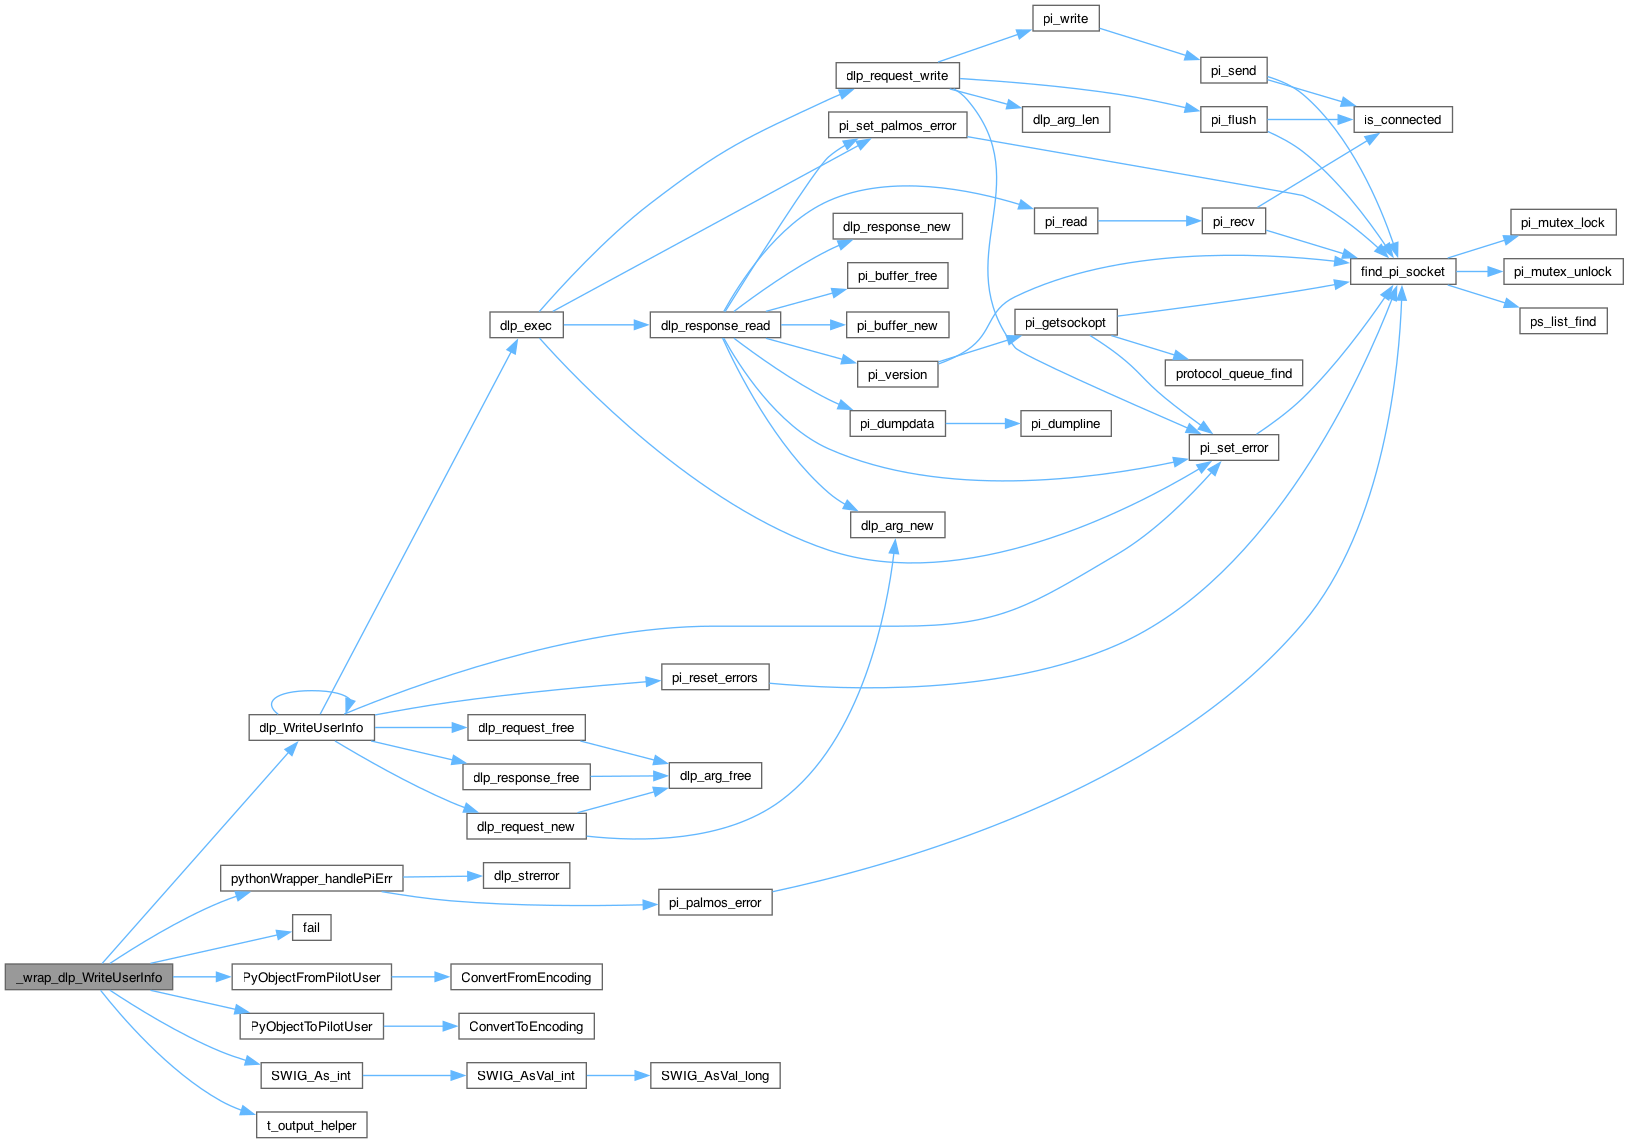 pi_write
dlp_request_write
pi_send
pi_set_palmos_error
dlp_arg_len
pi_flush
is_connected
dlp_response_new
pi_read
pi_recv
pi_mutex_lock
pi_buffer_free
find_pi_socket
pi_mutex_unlock
dlp_exec
dlp_response_read
pi_buffer_new
pi_getsockopt
ps_list_find
pi_version
protocol_queue_find
pi_dumpdata
pi_dumpline
pi_set_error
dlp_arg_new
pi_reset_errors
dlp_WriteUserInfo
dlp_request_free
dlp_response_free
dlp_arg_free
dlp_request_new
pythonWrapper_handlePiErr
dlp_strerror
pi_palmos_error
fail
_wrap_dlp_WriteUserInfo
PyObjectFromPilotUser
ConvertFromEncoding
PyObjectToPilotUser
ConvertToEncoding
SWIG_As_int
SWIG_AsVal_int
SWIG_AsVal_long
t_output_helper